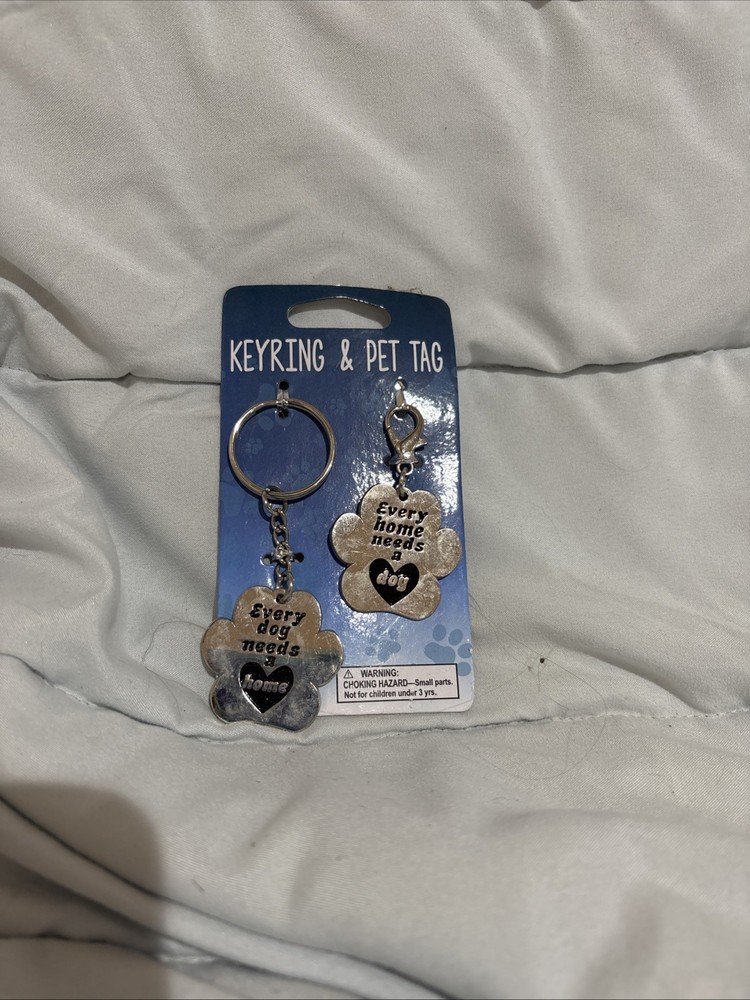 KEYRING & PET TAG
Every
home
needs
a
dog
Every
dog
needs
a
home
⚠ WARNING:
CHOKING HAZARD—Small parts.
Not for children under 3 yrs.